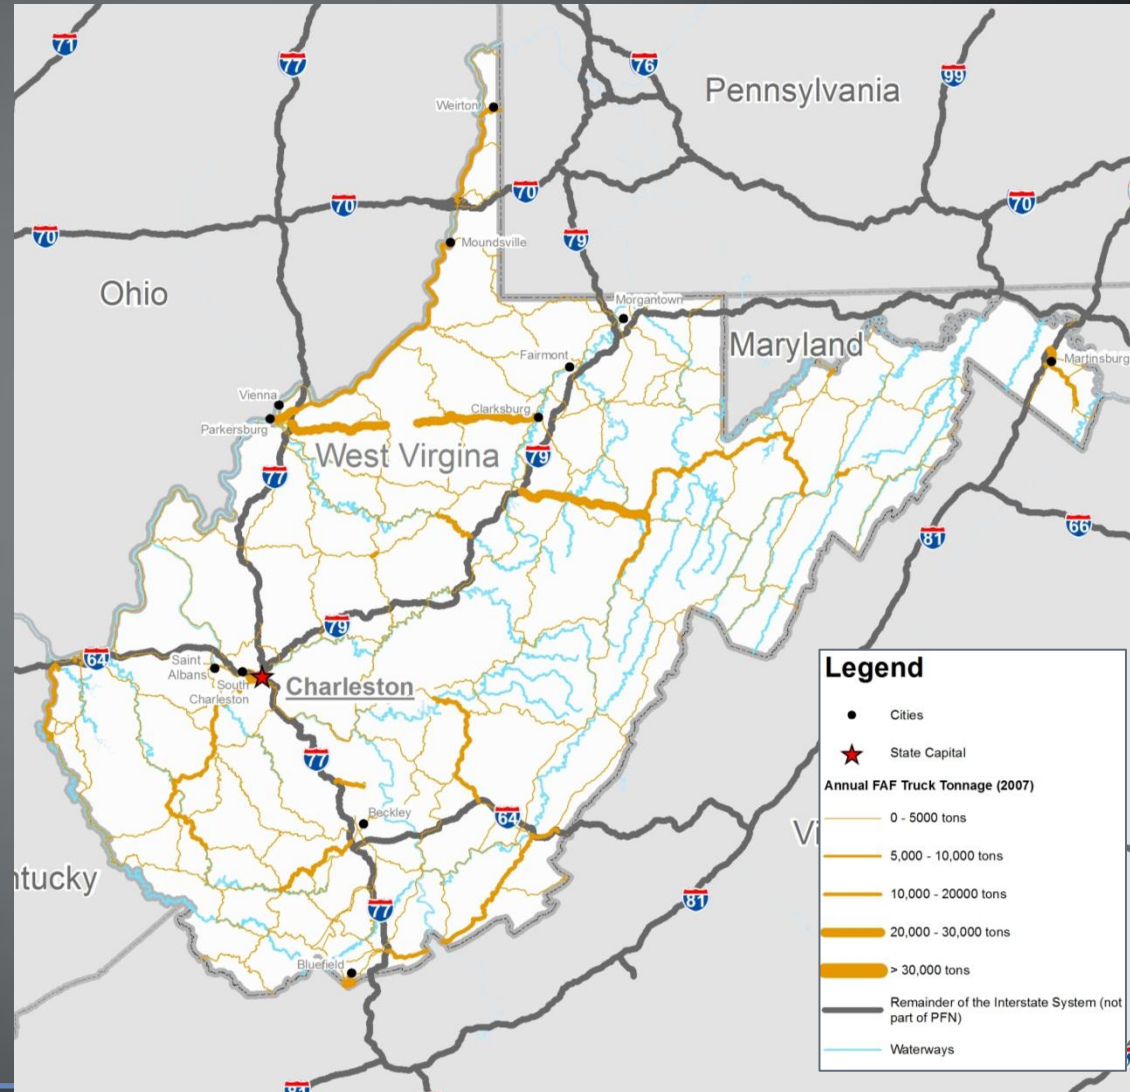 71
77
76
99
Pennsylvania
Weirton
70
70
70
70
79
Moundsville
Ohio
Morgantown
Maryland
Fairmont
Martinsburg
Vienna
Clarksburg
Parkersburg
West Virgina
79
77
66
81
79
64
Saint
Albans
South
Charleston
Charleston
77
Beckley
64
Vi
ntucky
81
77
Bluefield
81
Legend
Cities
State Capital
Annual FAF Truck Tonnage (2007)
0 - 5000 tons
5,000 - 10,000 tons
10,000 - 20000 tons
20,000 - 30,000 tons
> 30,000 tons
Remainder of the Interstate System (not
part of PFN)
Waterways